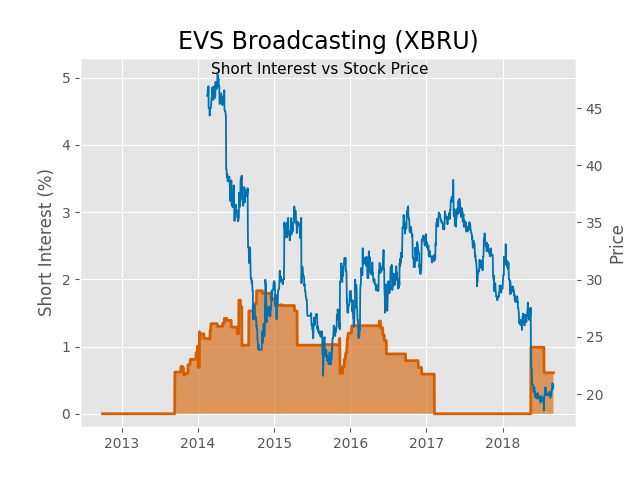 EVS Broadcasting (XBRU)
Short Interest vs Stock Price
Short Interest (%)
5
4
3
2
1
0
45
40
35
30
25
20
Price
2013 2014 2015 2016 2017 2018